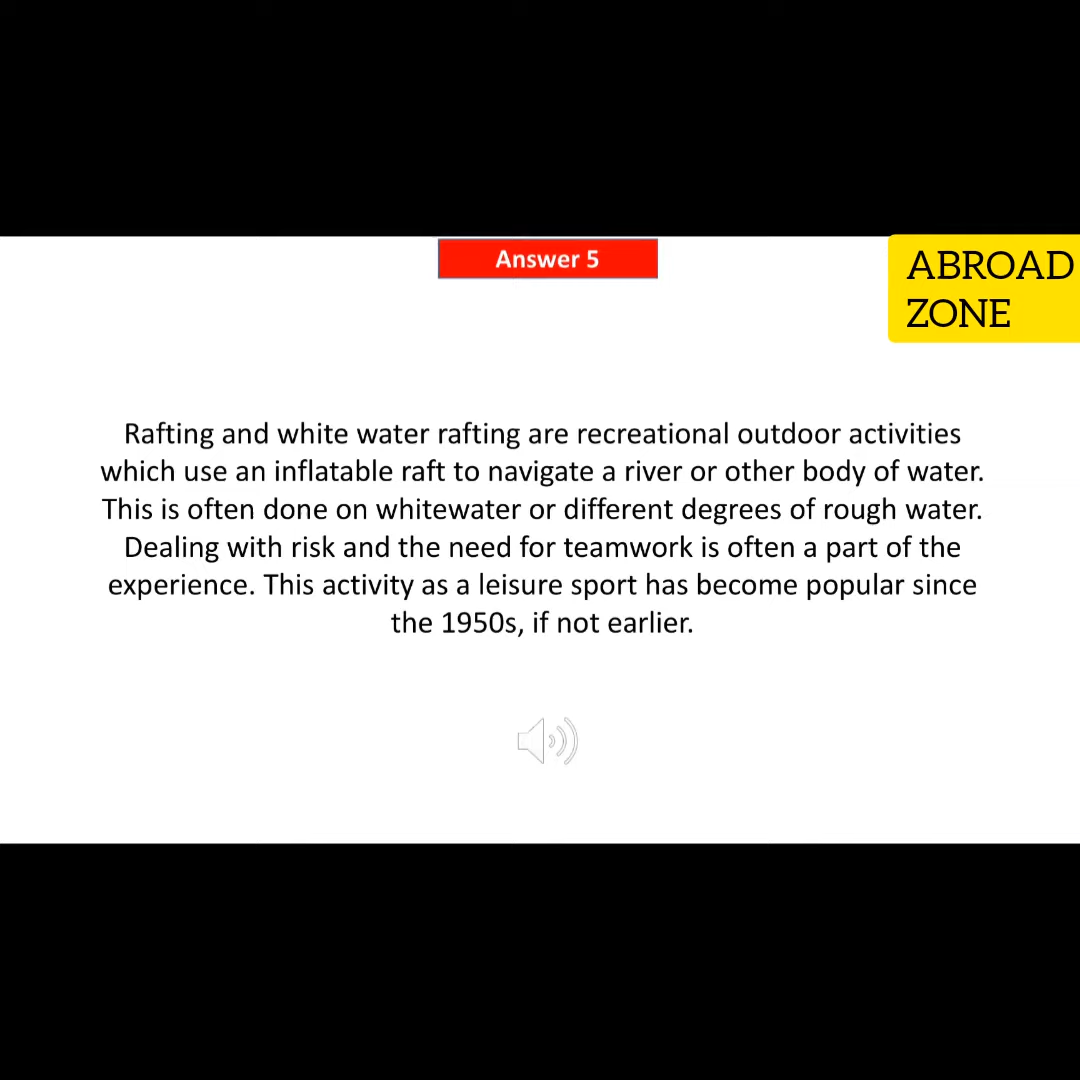 Answer 5
ABROAD
ZONE
Rafting and white water rafting are recreational outdoor activities
which use an inflatable raft to navigate a river or other body of water.
This is often done on whitewater or different degrees of rough water.
Dealing with risk and the need for teamwork is often a part of the
experience. This activity as a leisure sport has become popular since
the 1950s, if not earlier.